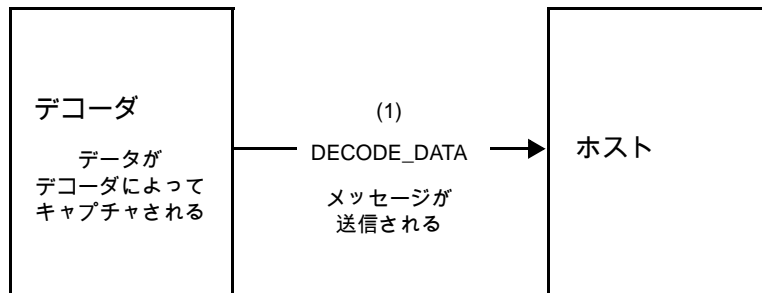 デコーダ
データが
デコーダによって
キャプチャされる
(1)
DECODE_DATA
メッセージが
送信される
ホスト